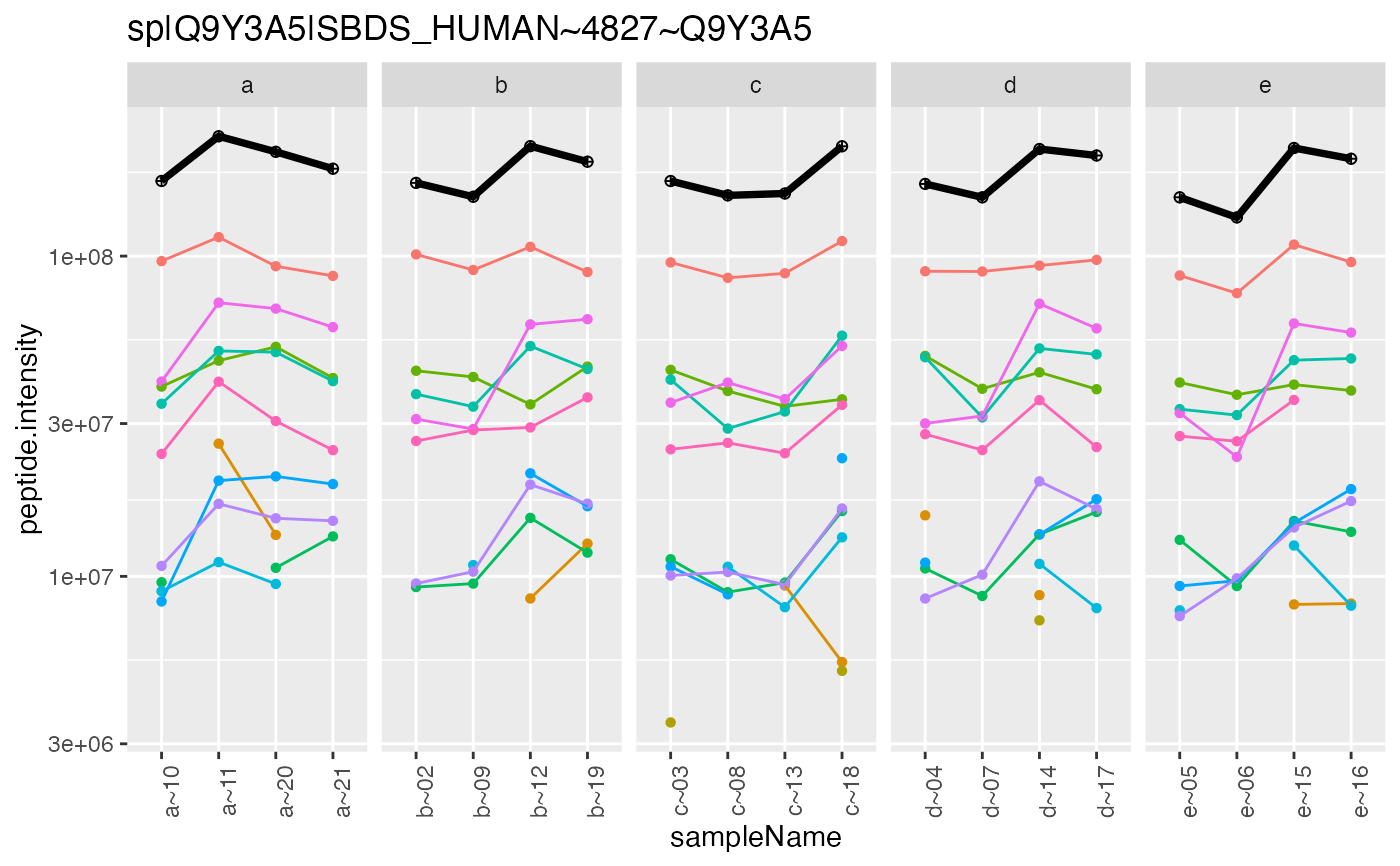 sp|Q9Y3A5|SBDS_HUMAN~4827~Q9Y3A5
a b c d e
peptide.intensity
1e+08
3e+07
1e+07
3e+06
a~10 a~11 a~20 a~21 b~02 b~09 b~12 b~19 c~03 c~08 c~13 c~18 d~04 d~07 d~14 d~17 e~05 e~06 e~15 e~16
sampleName